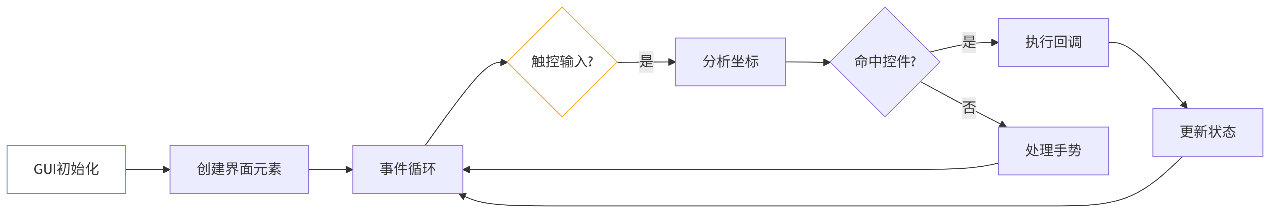 GUI初始化
创建界面元素
事件循环
触控输入?
是
分析坐标
命中控件?
是
执行回调
否
处理手势
更新状态